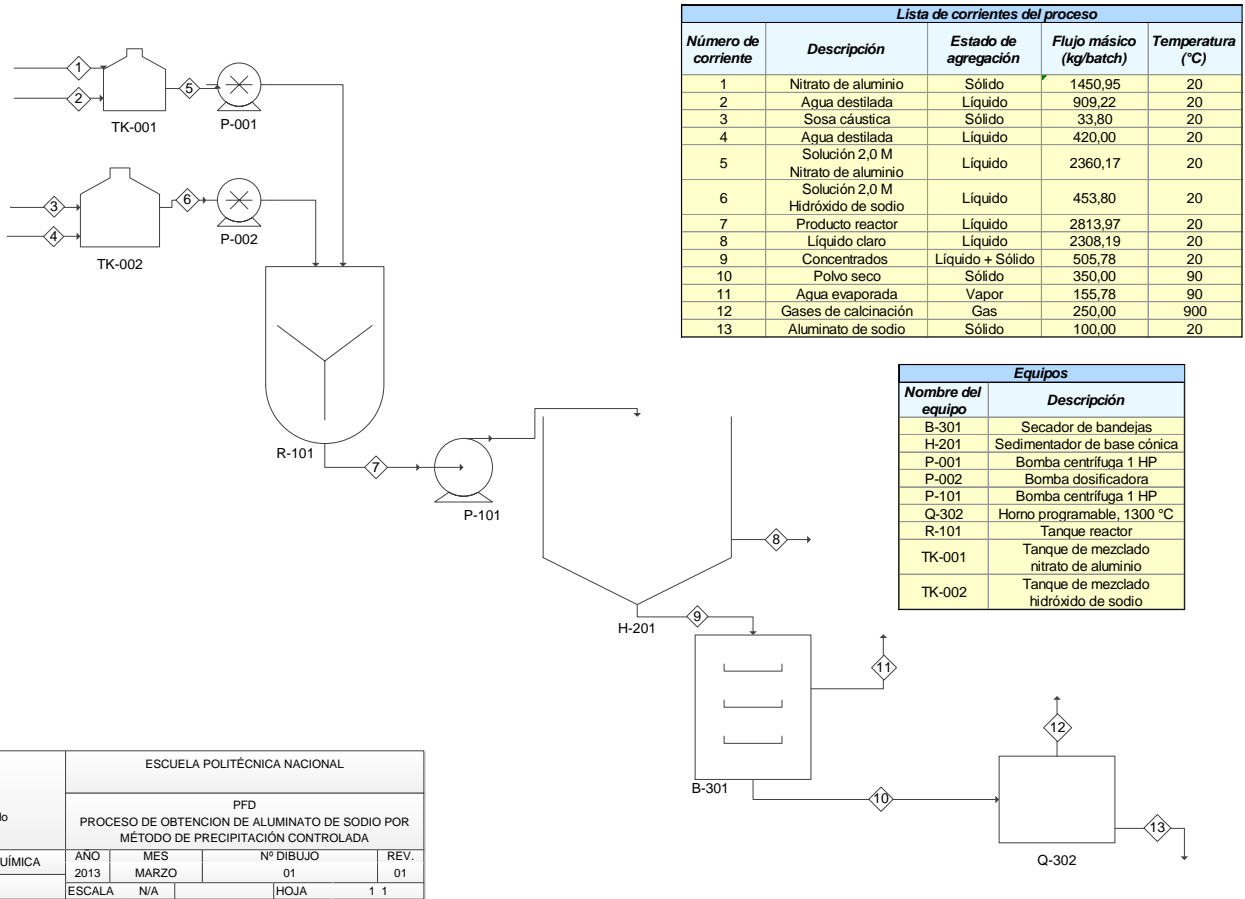 Lista de corrientes del proceso
Número de corriente Descripción Estado de agregación Flujo másico (kg/batch) Temperatura (°C)
1 Nitrato de aluminio Sólido 1450,95 20
2 Agua destilada Líquido 909,22 20
3 Sosa cáustica Sólido 33,80 20
4 Agua destilada Líquido 420,00 20
5 Solución 2,0 M Nitrato de aluminio Líquido 2360,17 20
6 Solución 2,0 M Hidróxido de sodio Líquido 453,80 20
7 Producto reactor Líquido 2813,97 20
8 Líquido claro Líquido 2308,19 20
9 Concentrados Líquido + Sólido 505,78 20
10 Polvo seco Sólido 350,00 90
11 Agua evaporada Vapor 155,78 90
12 Gases de calcinación Gas 250,00 900
13 Aluminato de sodio Sólido 100,00 20
1
2
5
TK-001
P-001
3
4
6
TK-002
P-002
R-101
7
P-101
8
H-201
9
11
B-301
10
12
13
Q-302
Equipos
Nombre del equipo Descripción
B-301 Secador de bandejas
H-201 Sedimentador de base cónica
P-001 Bomba centrífuga 1 HP
P-002 Bomba dosificadora
P-101 Bomba centrífuga 1 HP
Q-302 Horno programable, 1300 °C
R-101 Tanque reactor
TK-001 Tanque de mezclado nitrato de aluminio
TK-002 Tanque de mezclado hidróxido de sodio
ESCUELA POLITÉCNICA NACIONAL
PFD
PROCESO DE OBTENCION DE ALUMINATO DE SODIO POR
MÉTODO DE PRECIPITACIÓN CONTROLADA
AÑO MES Nº DIBUJO REV.
2013 MARZO 01 01
ESCALA N/A HOJA 1 1